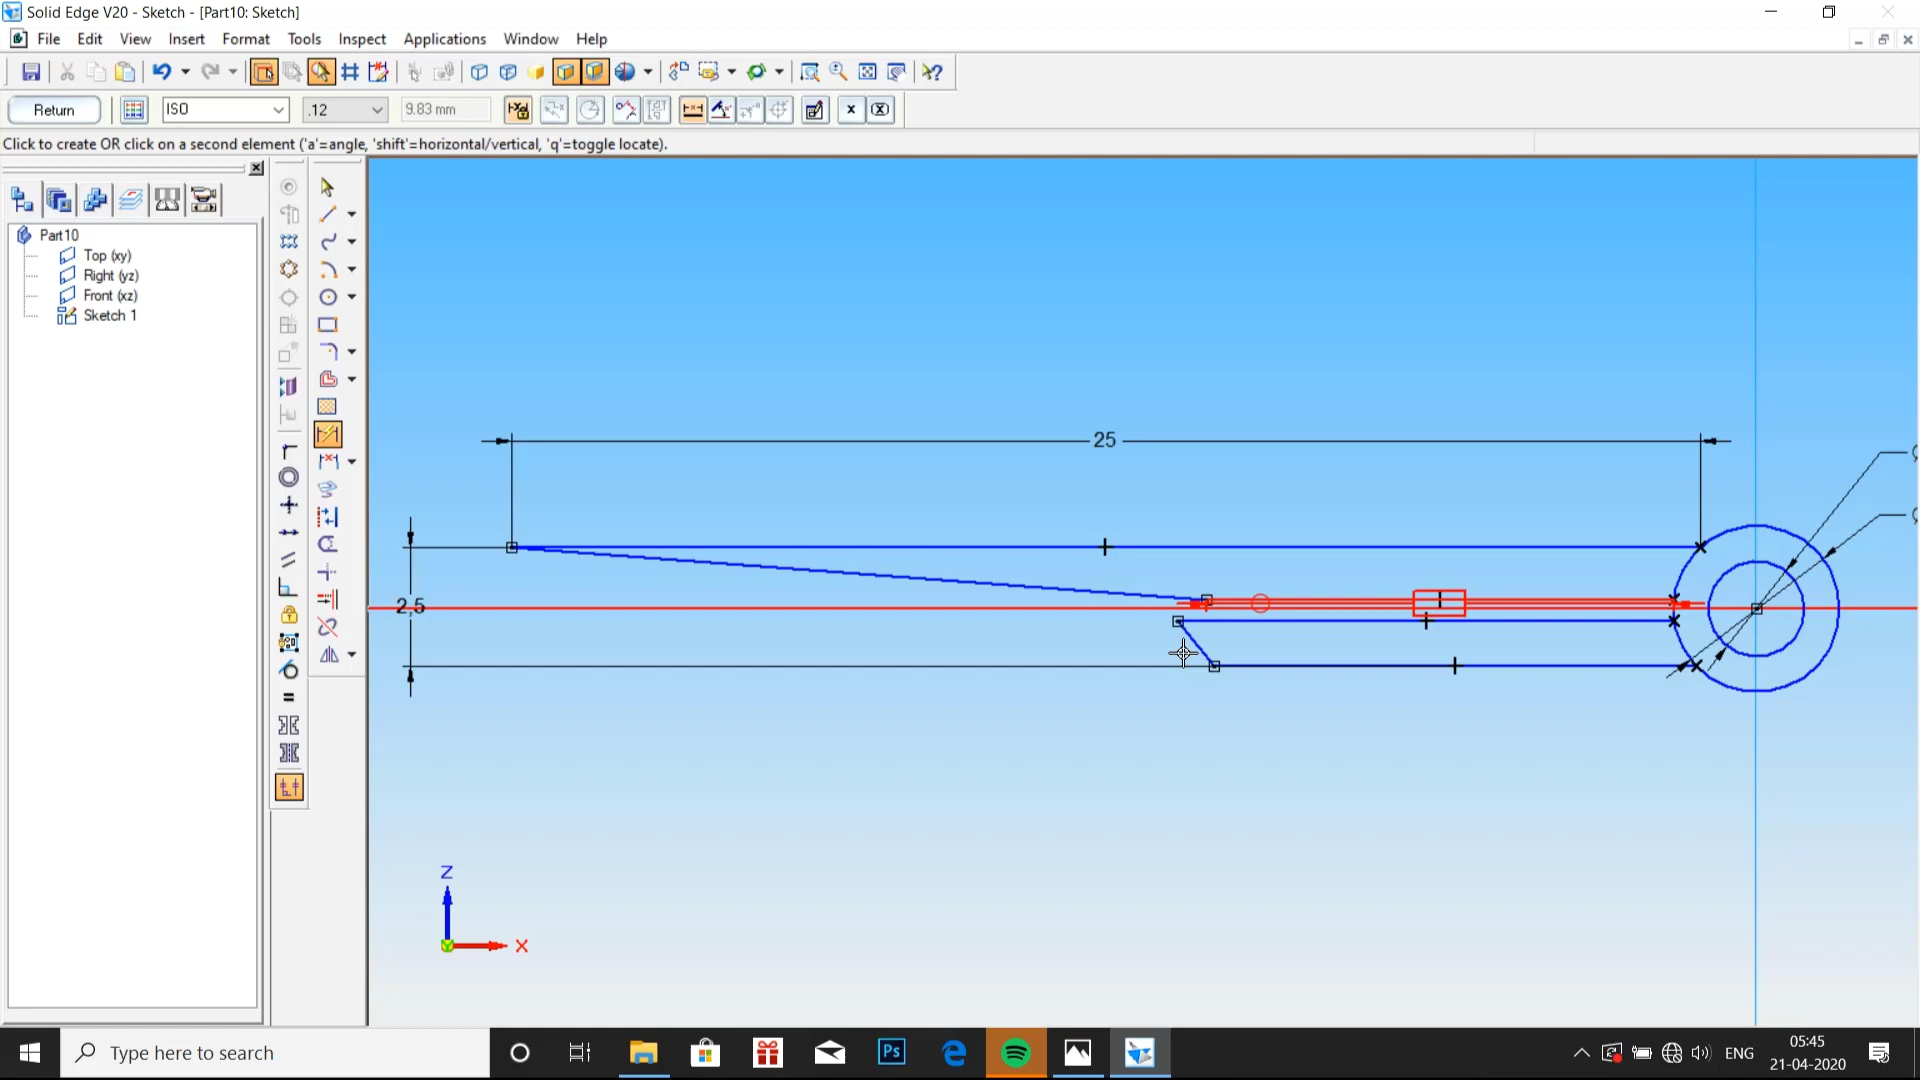 Solid Edge V20 - Sketch - [Part10: Sketch]
File Edit View Insert Format Tools Inspect Applications Window Help
Return ISO .12 9.83 mm
Click to create OR click on a second element ('a'=angle, 'shift'=horizontal/vertical, 'q'=toggle locate).
Part10
Top (xy)
Right (yz)
Front (xz)
Sketch 1
25
2,5
Z
X
Type here to search
Ps
ENG
05:45
21-04-2020